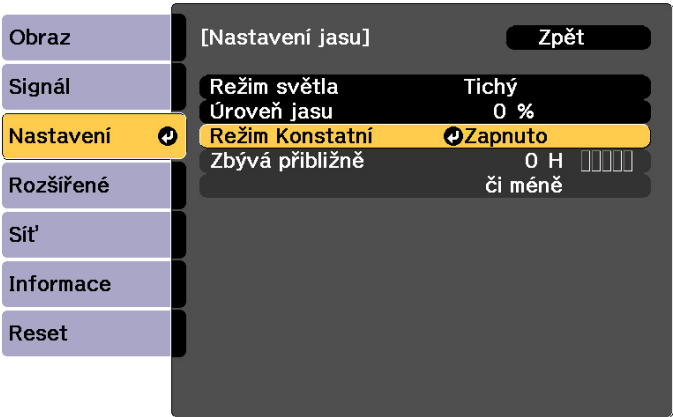 Obraz
Signál
Nastavení
Rozšířené
Síť
Informace
Reset
[Nastavení jasu] Zpět
Režim světla Tichý
Úroveň jasu 0 %
Režim Konstatní Zapnuto
Zbývá přibližně 0 H
či méně